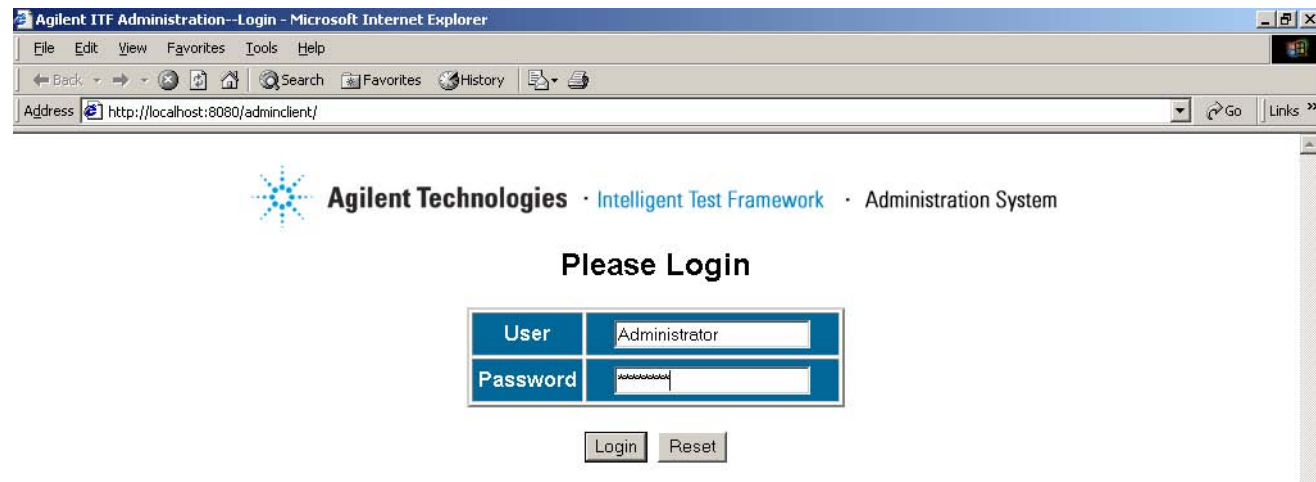 Agilent ITF Administration--Login - Microsoft Internet Explorer
File Edit View Favorites Tools Help
Back Search Favorites History
Address http://localhost:8080/adminclient/ Go Links »
Agilent Technologies · Intelligent Test Framework · Administration System
Please Login
User Administrator
Password *********
Login Reset